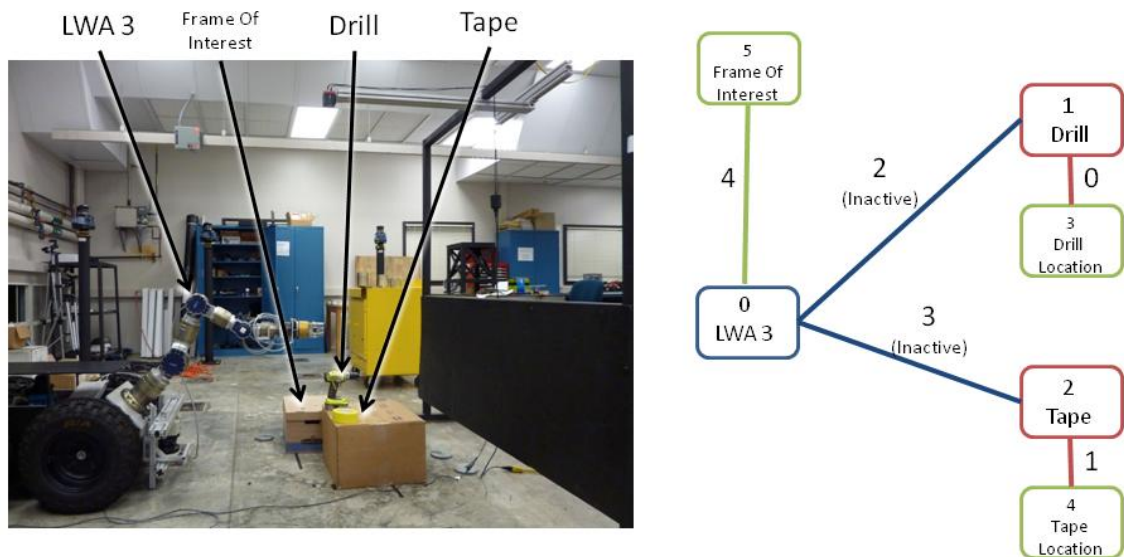 LWA 3
Frame Of
Interest
Drill
Tape
5
Frame Of
Interest
4
0
LWA 3
2
(Inactive)
3
(Inactive)
1
Drill
0
3
Drill
Location
2
Tape
1
4
Tape
Location